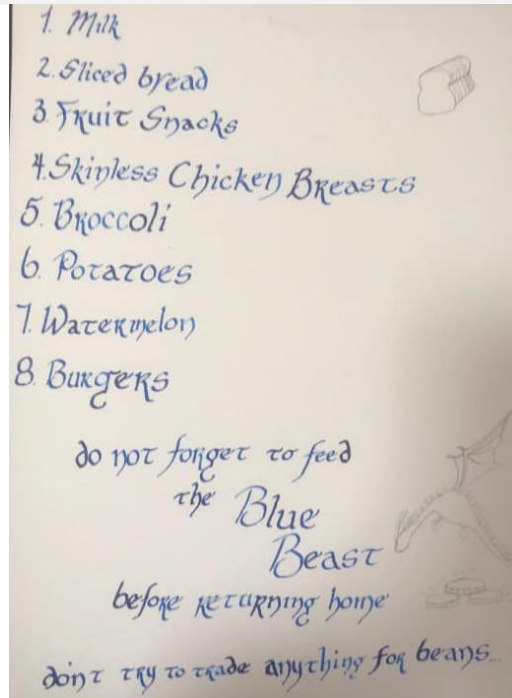 1. Milk
2. Sliced bread
3. Fruit Snacks
4. Skinless Chicken Breasts
5. Broccoli
6. Potatoes
7. Watermelon
8. Burgers
do not forget to feed
the Blue
Beast
before returning home
don't try to trade anything for beans...